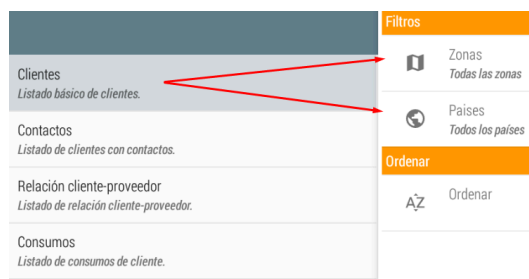 Clientes
Listado básico de clientes.
Contactos
Listado de clientes con contactos.
Relación cliente-proveedor
Listado de relación cliente-proveedor.
Consumos
Listado de consumos de cliente.
Filtros
Zonas
Todas las zonas
Paises
Todos los países
Ordenar
AZ Ordenar